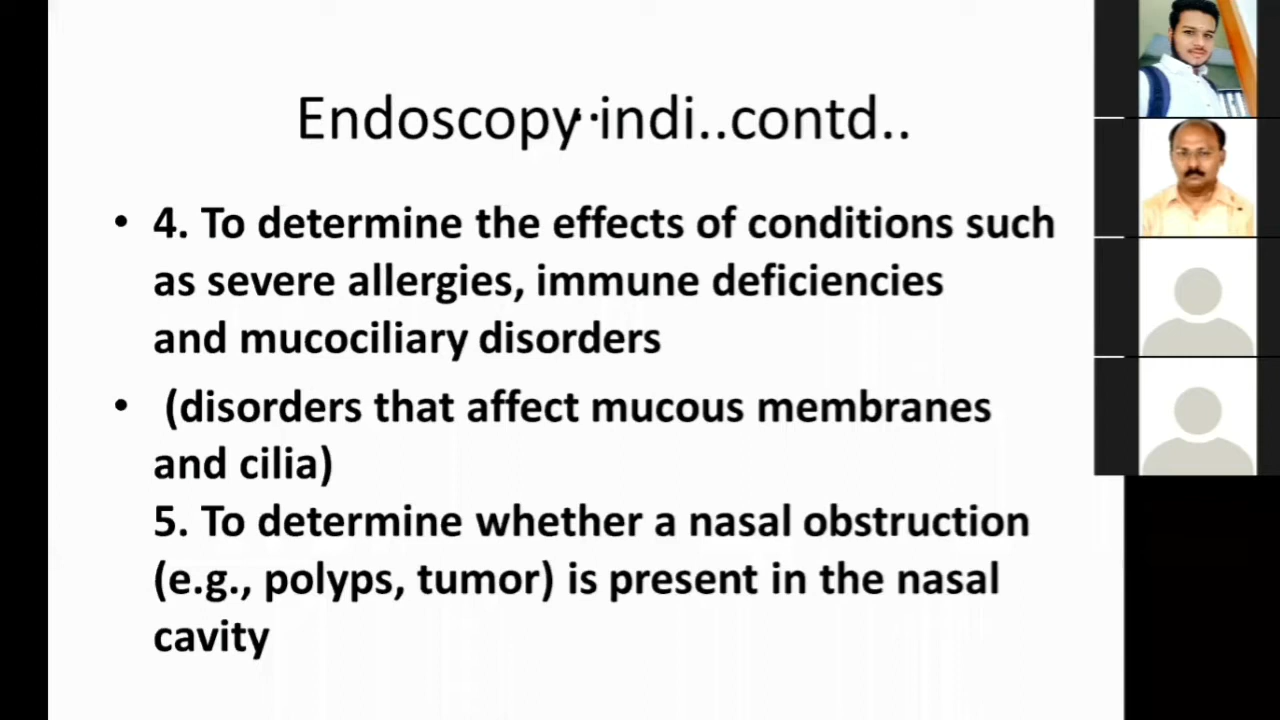 Endoscopy··indi..contd..
• 4. To determine the effects of conditions such
as severe allergies, immune deficiencies
and mucociliary disorders
• (disorders that affect mucous membranes
and cilia)
5. To determine whether a nasal obstruction
(e.g., polyps, tumor) is present in the nasal
cavity